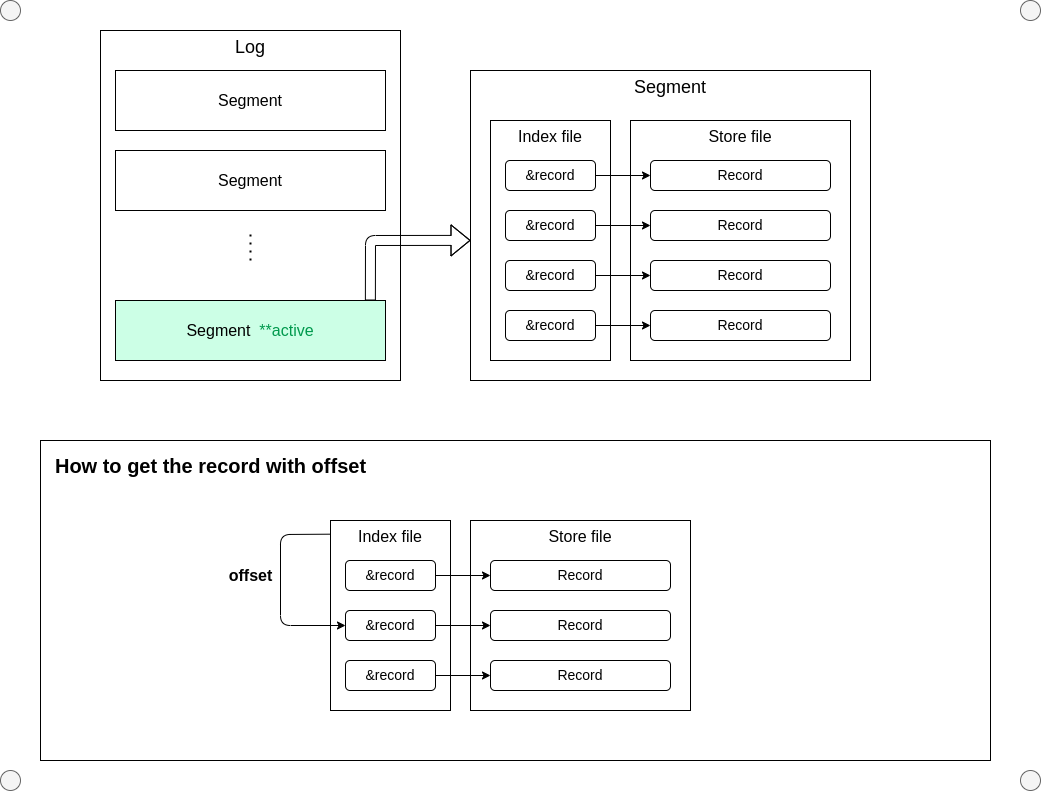 Log
Segment
Segment
Segment **active
Segment
Index file
Store file
&record
Record
&record
Record
&record
Record
&record
Record
How to get the record with offset
offset
Index file
Store file
&record
Record
&record
Record
&record
Record